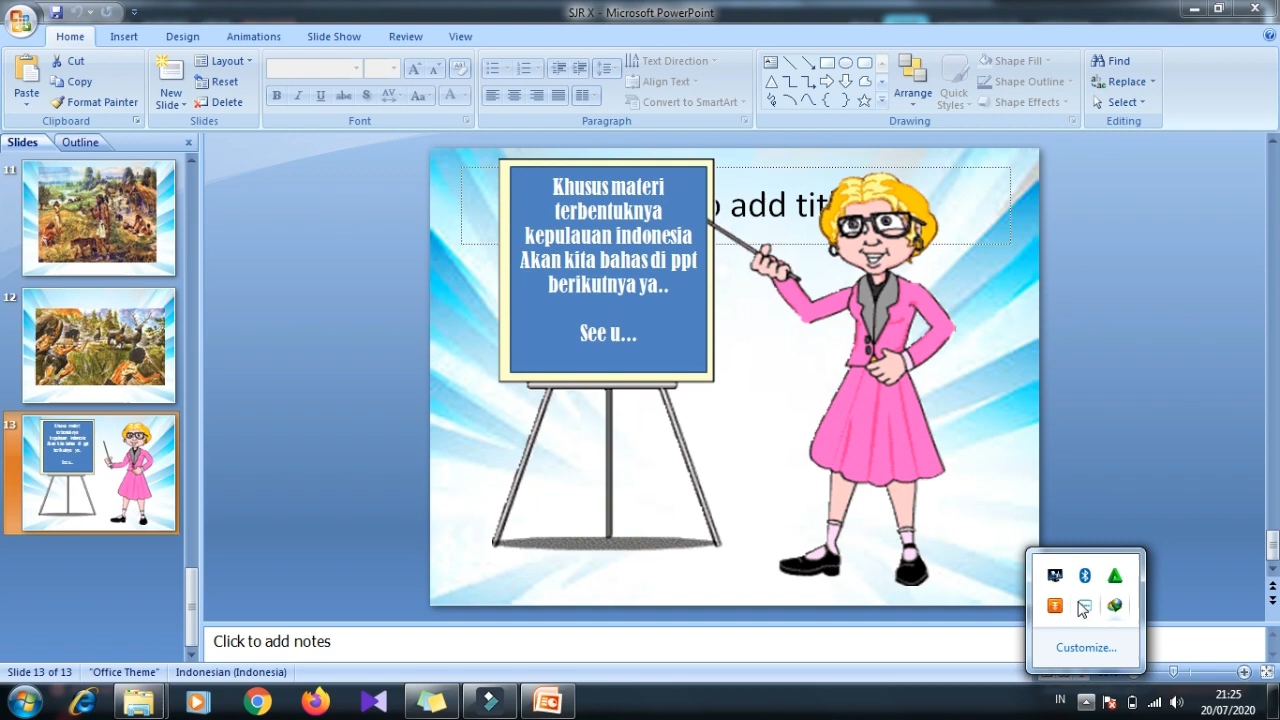 SJR X - Microsoft PowerPoint
Home
Insert
Design
Animations
Slide Show
Review
View
Paste
Cut
Copy
Format Painter
Clipboard
New
Slide
Layout
Reset
Delete
Slides
B I U abc S AV Aa A
Font
Text Direction
Align Text
Convert to SmartArt
Paragraph
Arrange
Quick
Styles
Shape Fill
Shape Outline
Shape Effects
Drawing
Find
Replace
Select
Editing
Slides
Outline
11
12
13
Khusus materi
terbentuknya
kepulauan indonesia
Akan kita bahas di ppt
berikutnya ya..
See u...
add
Click to add notes
Customize...
Slide 13 of 13
"Office Theme"
Indonesian (Indonesia)
IN
21:25
20/07/2020